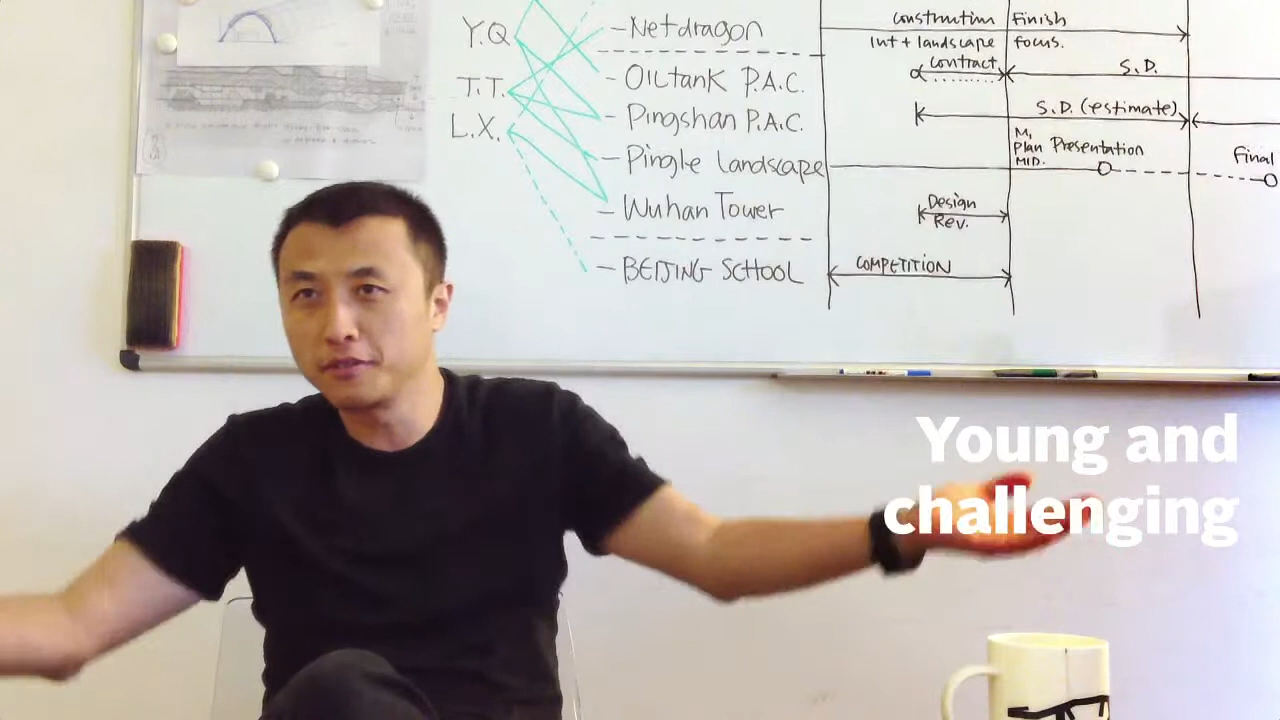 Y.Q
T.T.
L.X.
- Netdragon
- OILtank P.A.C.
- Pingshan P.A.C.
- Pingle Landscape
- Wuhan Tower
- BEIJING SCHOOL
construction Finish
Int + landscape focus.
contract
S.D.
S.D. (estimate)
M.
Plan Presentation
MID.
Final
Design
Rev.
COMPETITION
Young and
challenging